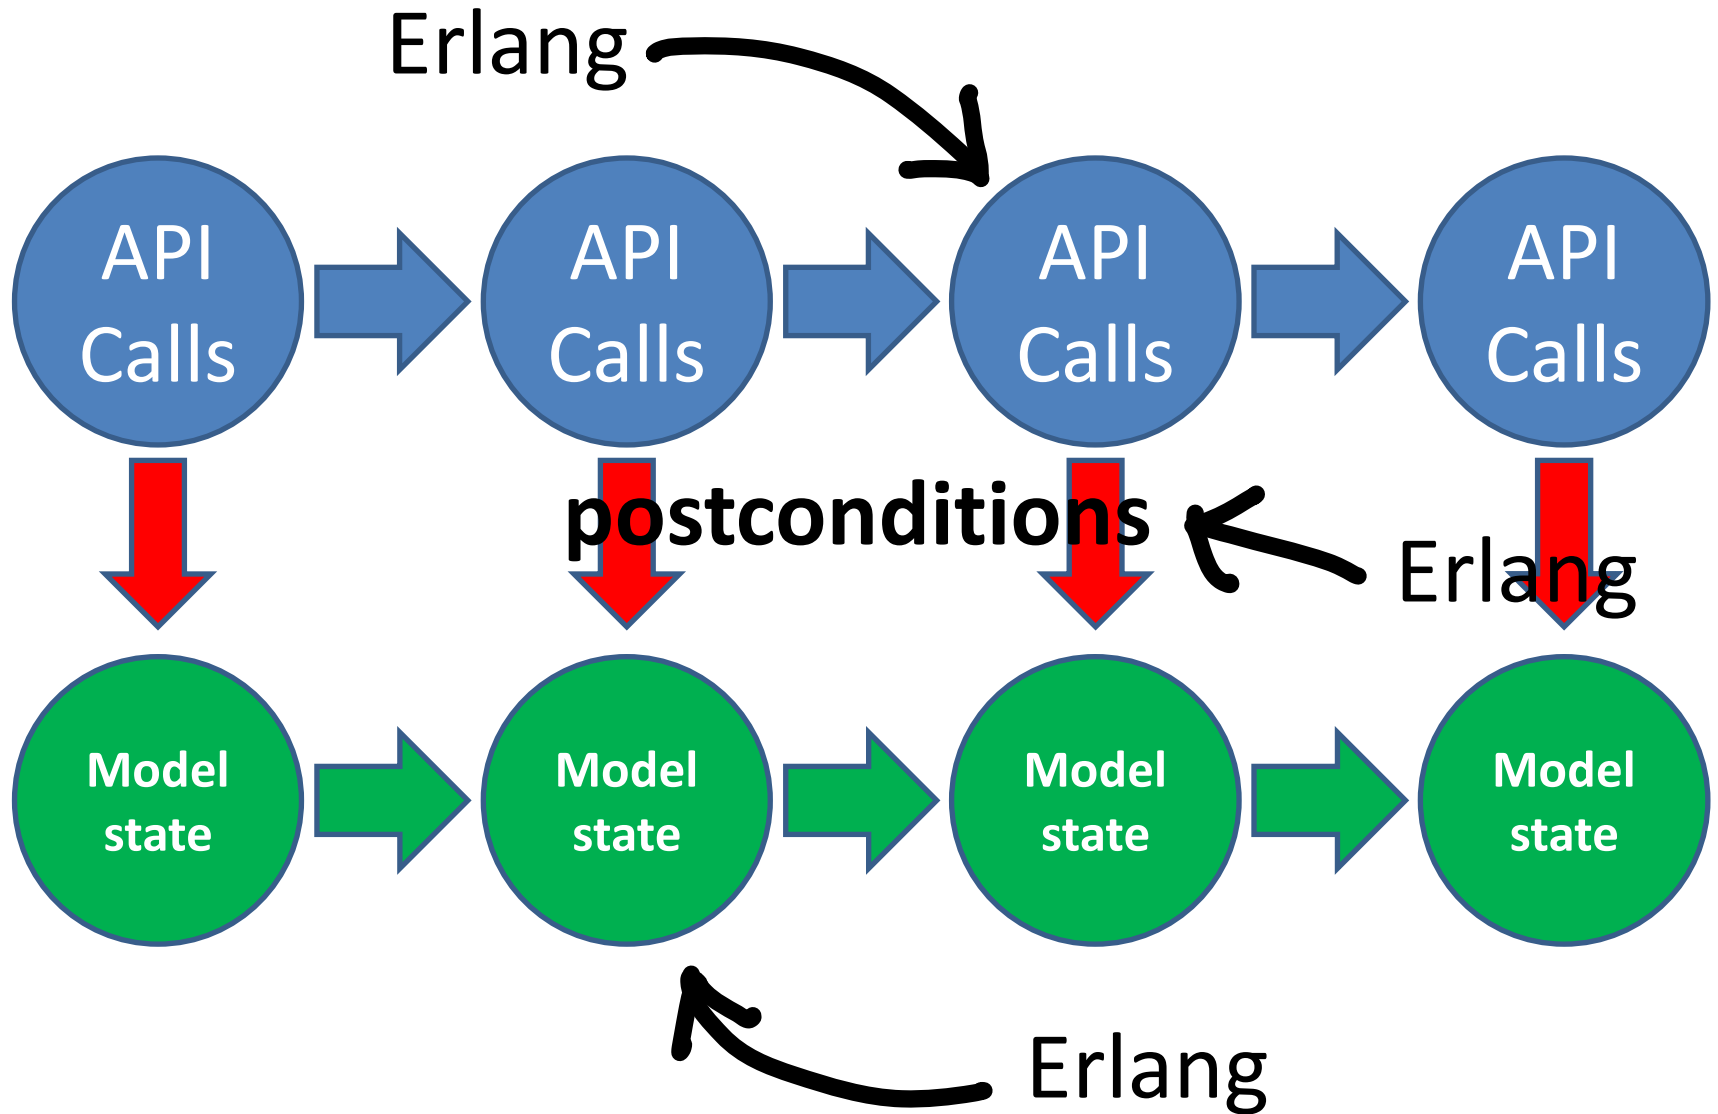 Erlang
API
Calls
API
Calls
API
Calls
API
Calls
postconditions
Erlang
Model
state
Model
state
Model
state
Model
state
Erlang